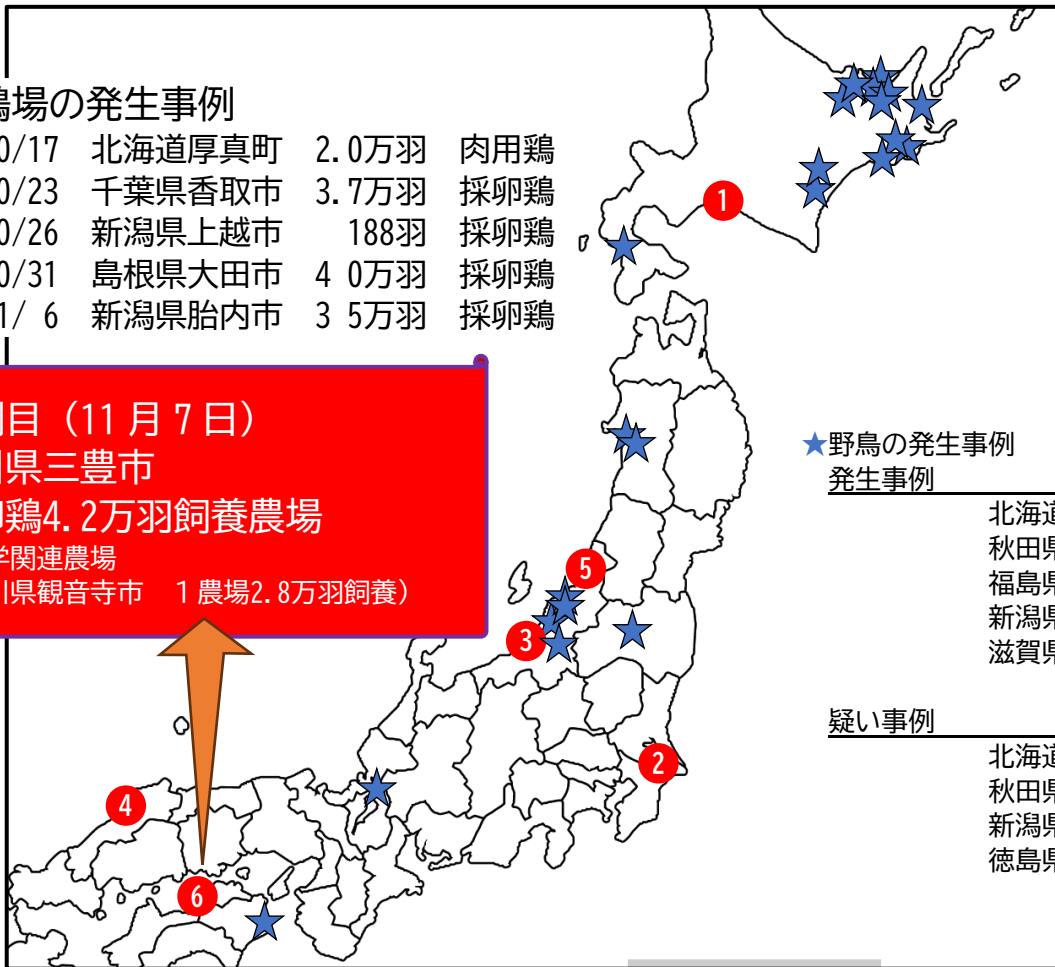 鶏場の発生事例
0/17 北海道厚真町 2.0万羽 肉用鶏
0/23 千葉県香取市 3.7万羽 採卵鶏
0/26 新潟県上越市 188羽 採卵鶏
0/31 島根県大田市 4 0万羽 採卵鶏
1/ 6 新潟県胎内市 3 5万羽 採卵鶏
例目（11月7日）
川県三豊市
卵鶏4.2万羽飼養農場
学関連農場
川県観音寺市 1農場2.8万羽飼養）
1
5
3
2
4
6
★野鳥の発生事例
発生事例
北海道
秋田県
福島県
新潟県
滋賀県
疑い事例
北海道
秋田県
新潟県
徳島県